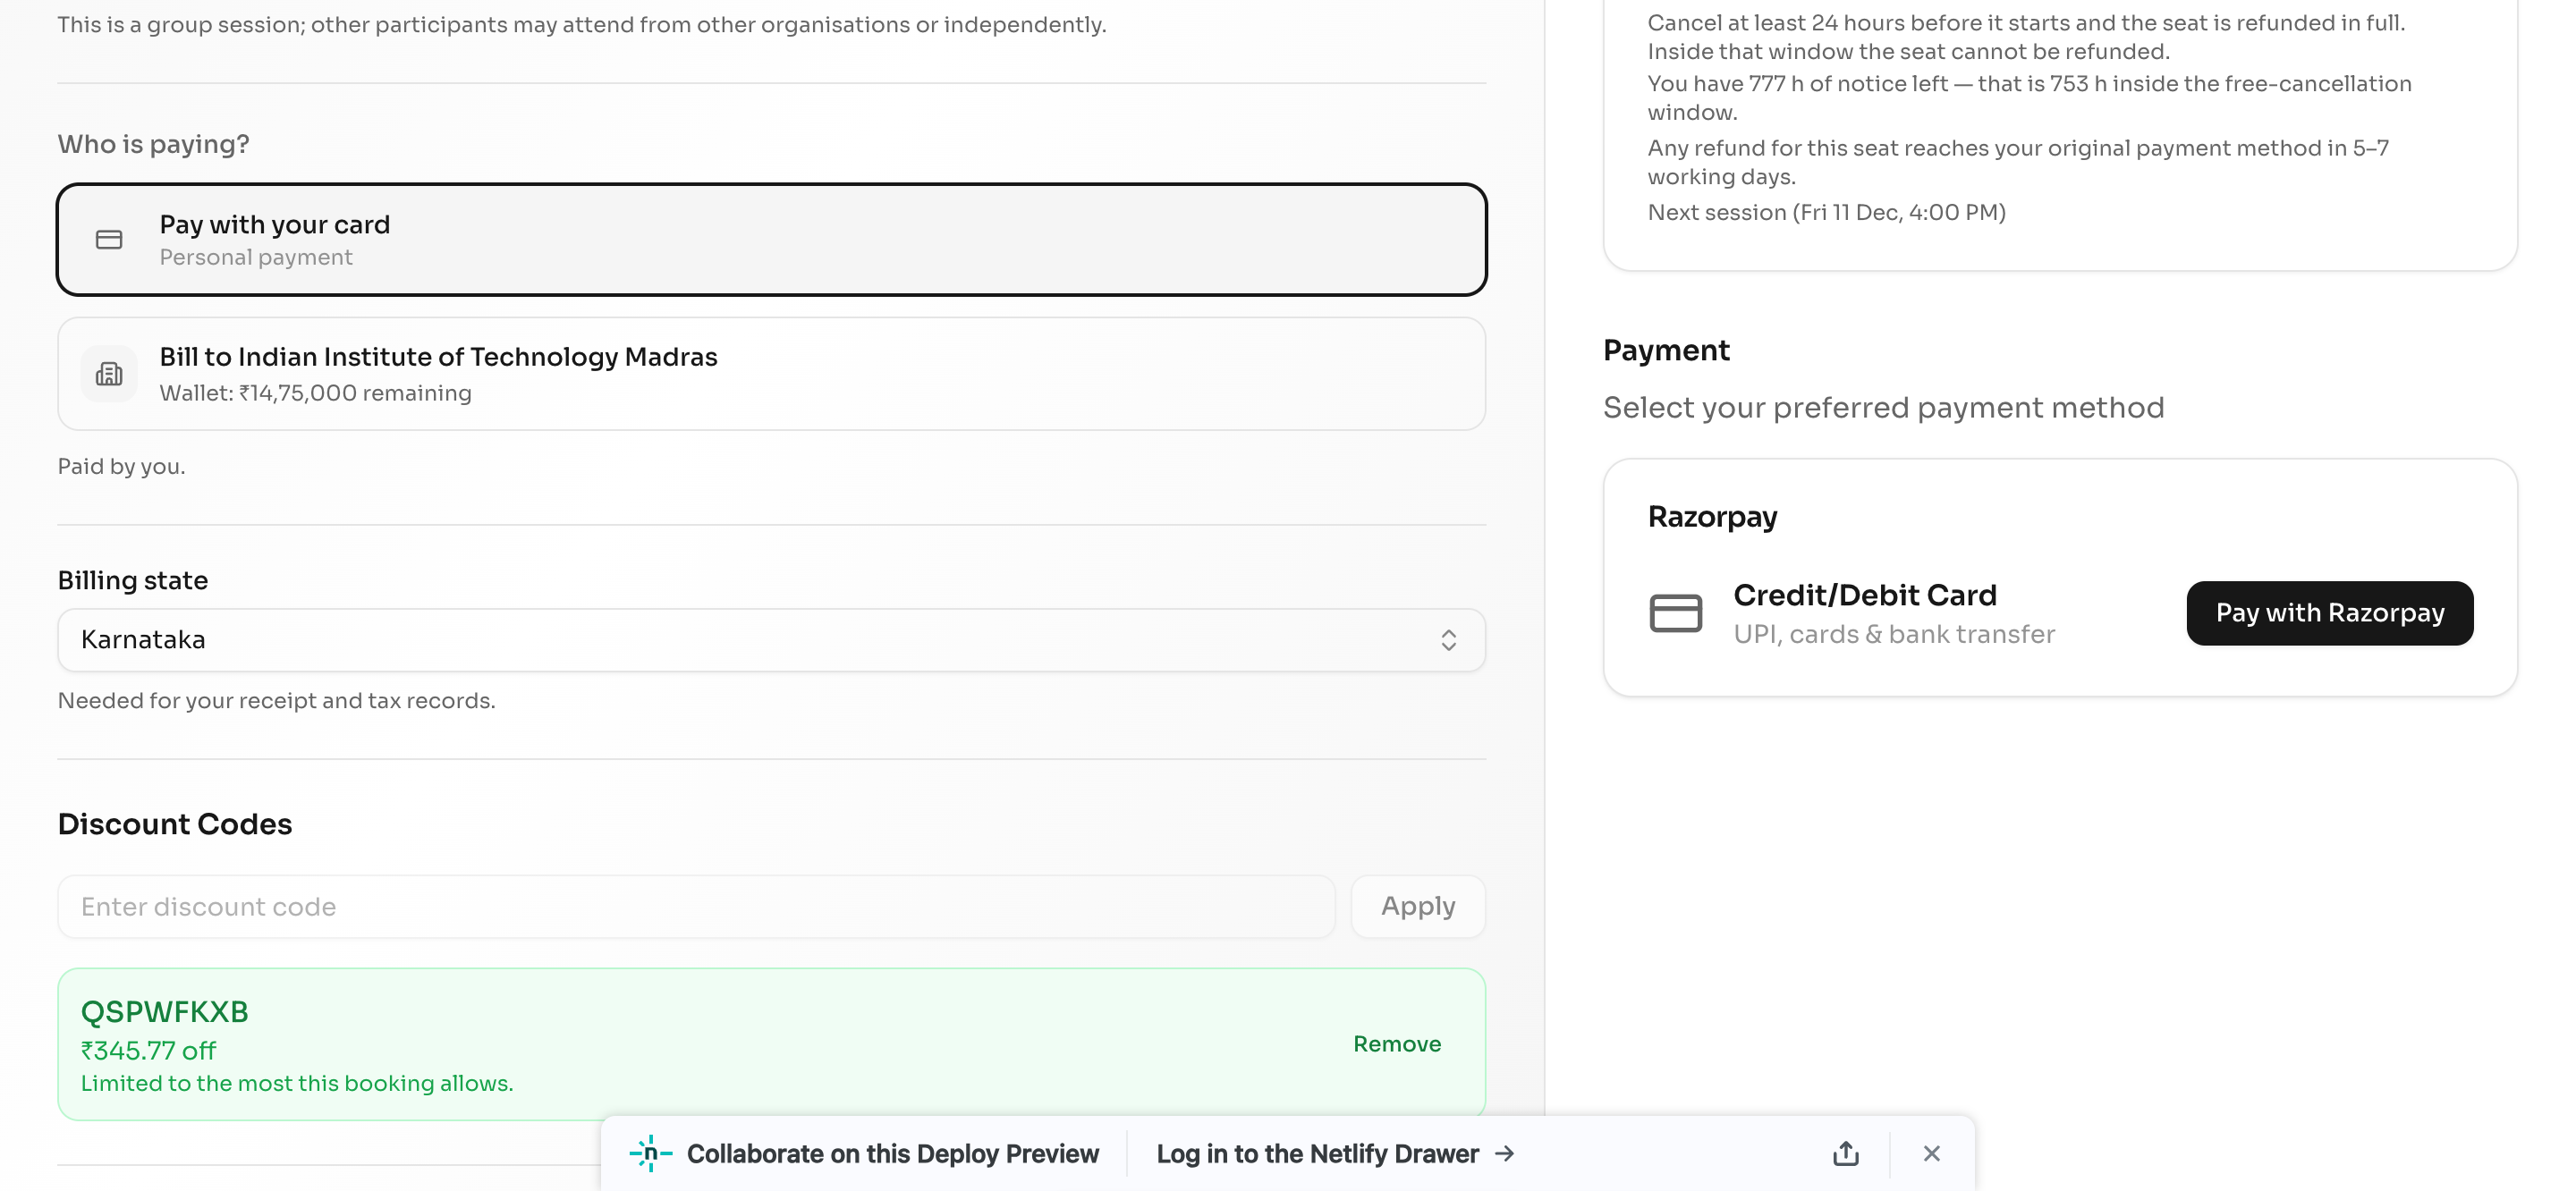 This is a group session; other participants may attend from other organisations or independently.
Who is paying?
Pay with your card
Personal payment
Bill to Indian Institute of Technology Madras
Wallet: ₹14,75,000 remaining
Paid by you.
Billing state
Karnataka
Needed for your receipt and tax records.
Discount Codes
Enter discount code
Apply
QSPWFKXB
₹345.77 off
Limited to the most this booking allows.
Remove
Cancel at least 24 hours before it starts and the seat is refunded in full.
Inside that window the seat cannot be refunded.
You have 777 h of notice left — that is 753 h inside the free-cancellation
window.
Any refund for this seat reaches your original payment method in 5–7
working days.
Next session (Fri 11 Dec, 4:00 PM)
Payment
Select your preferred payment method
Razorpay
Credit/Debit Card
UPI, cards & bank transfer
Pay with Razorpay
Collaborate on this Deploy Preview
Log in to the Netlify Drawer →